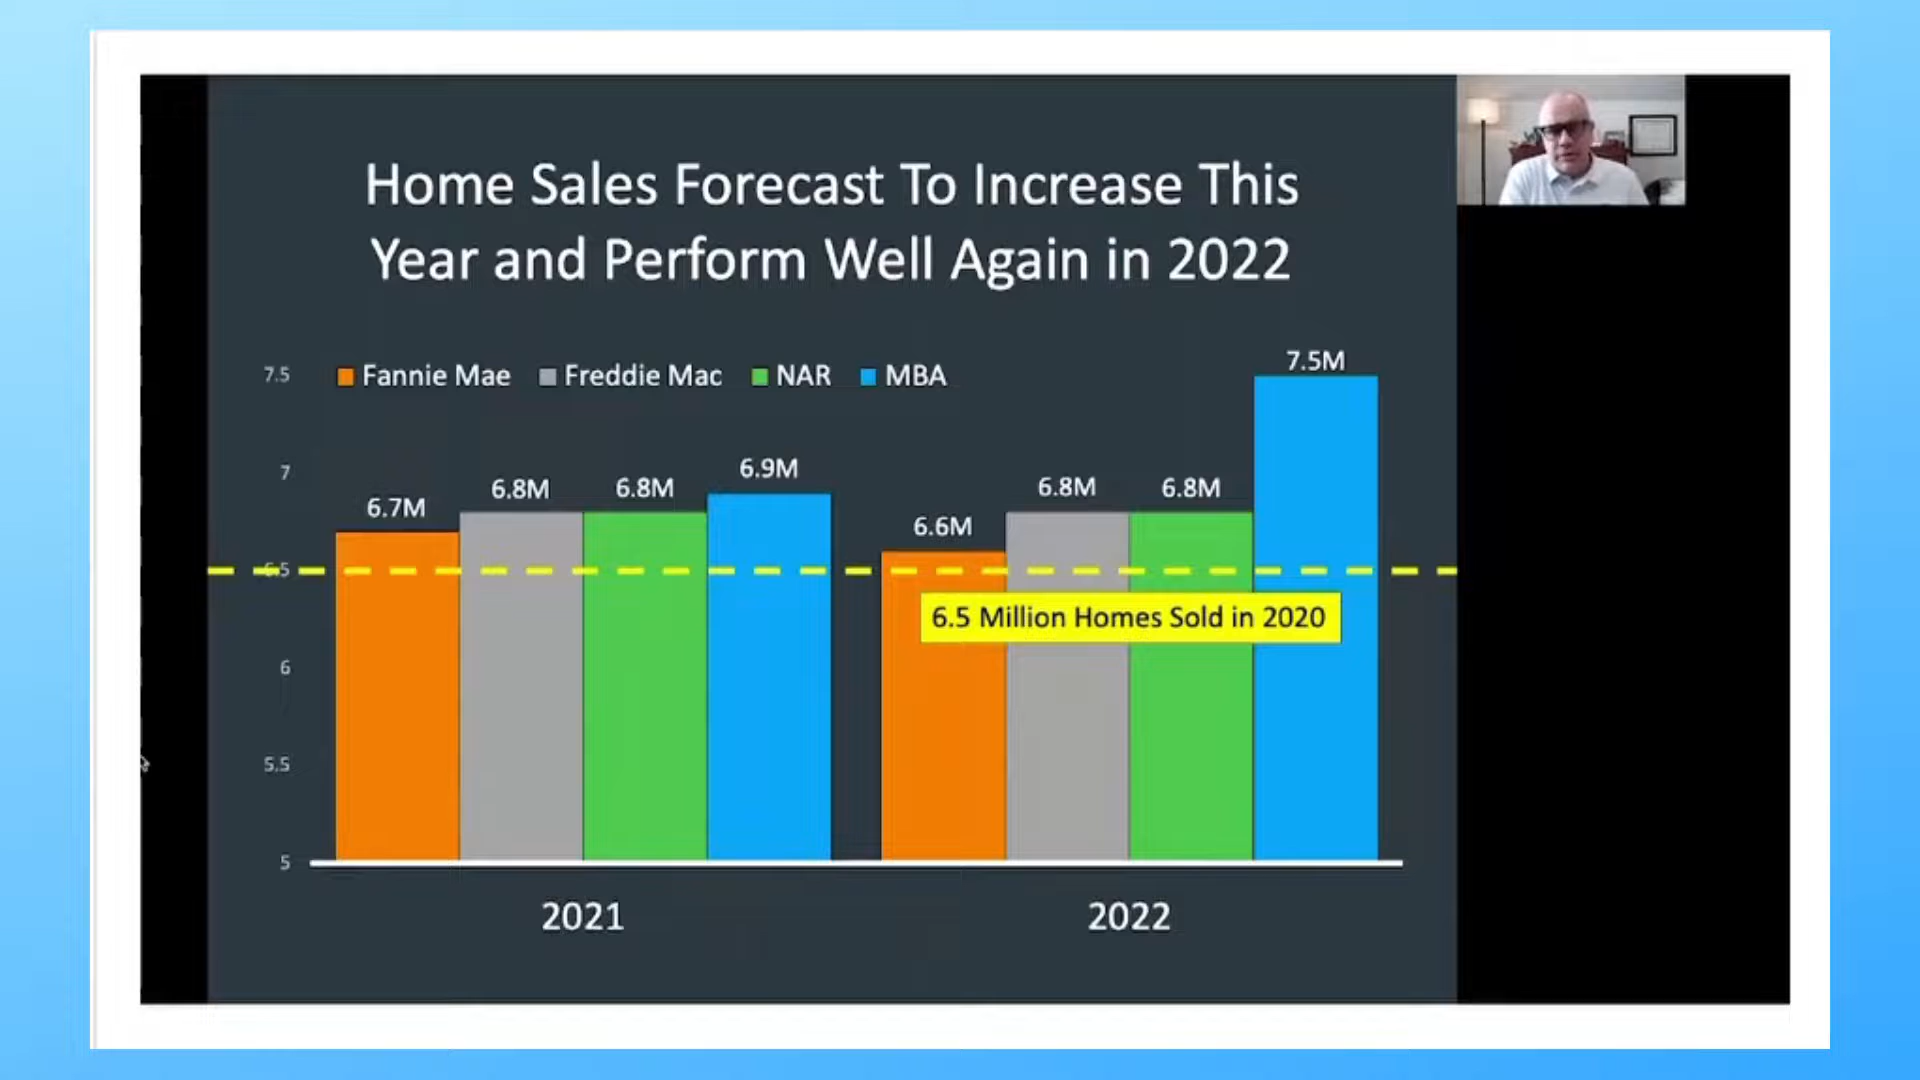 Home Sales Forecast To Increase This
Year and Perform Well Again in 2022
7.5
Fannie Mae Freddie Mac NAR MBA
7.5M
7
6.7M 6.8M 6.8M 6.9M
6.6M 6.8M 6.8M
6.5
6.5 Million Homes Sold in 2020
6
5.5
5
2021 2022